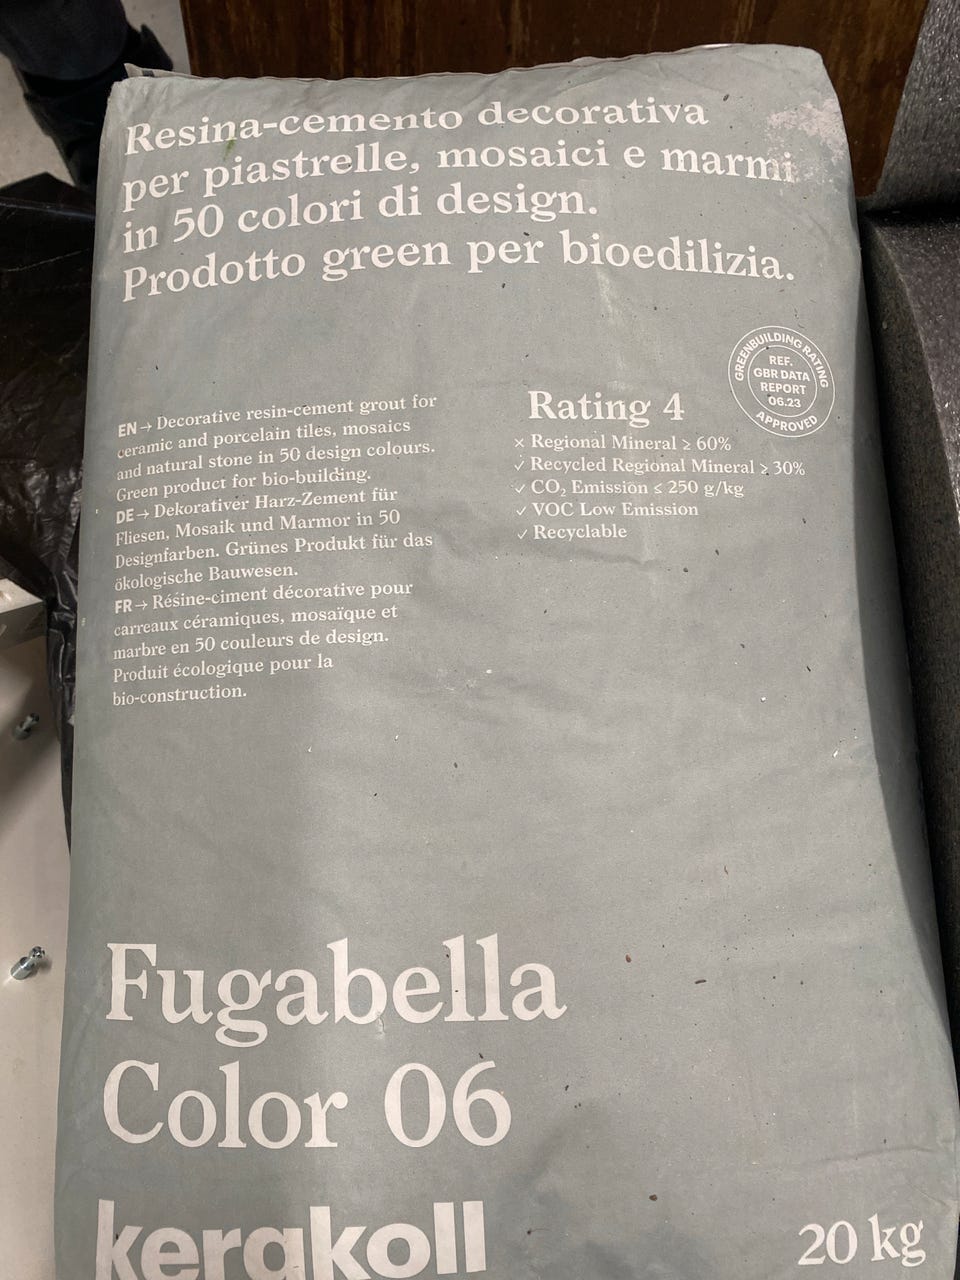 Resina-cemento decorativa
per piastrelle, mosaici e marmi
in 50 colori di design.
Prodotto green per bioedilizia.
GREENBUILDING RATING
REF.
GBR DATA
REPORT
06.23
APPROVED
EN→Decorative resin-cement grout for
ceramic and porcelain tiles, mosaics
and natural stone in 50 design colours.
Green product for bio-building.
DE→Dekorativer Harz-Zement für
Fliesen, Mosaik und Marmor in 50
Designfarben. Grünes Produkt für das
ökologische Bauwesen.
FR→Résine-ciment décorative pour
carreaux céramiques, mosaïque et
marbre en 50 couleurs de design.
Produit écologique pour la
bio-construction.
Rating 4
× Regional Mineral ≥ 60%
✓ Recycled Regional Mineral ≥ 30%
✓ CO₂ Emission ≤ 250 g/kg
✓ VOC Low Emission
✓ Recyclable
Fugabella
Color 06
kerakoll
20 kg